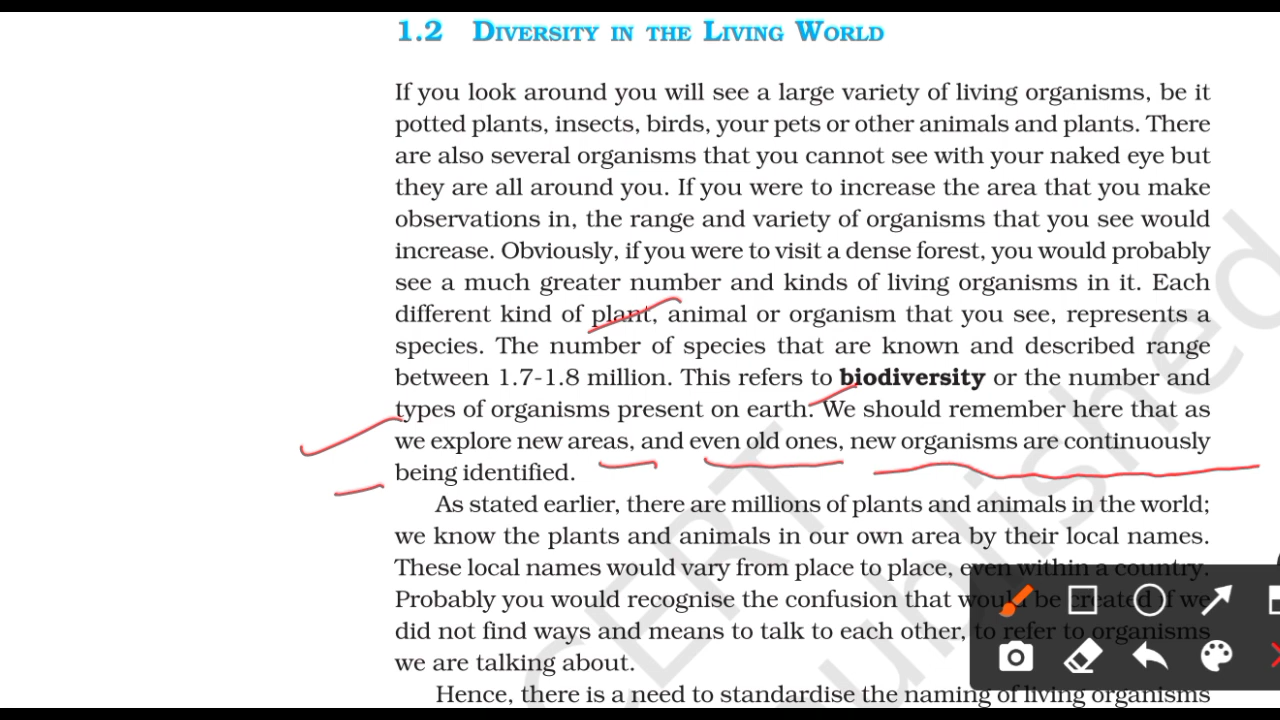 1.2 DIVERSITY IN THE LIVING WORLD
If you look around you will see a large variety of living organisms, be it
potted plants, insects, birds, your pets or other animals and plants. There
are also several organisms that you cannot see with your naked eye but
they are all around you. If you were to increase the area that you make
observations in, the range and variety of organisms that you see would
increase. Obviously, if you were to visit a dense forest, you would probably
see a much greater number and kinds of living organisms in it. Each
different kind of plant, animal or organism that you see, represents a
species. The number of species that are known and described range
between 1.7-1.8 million. This refers to biodiversity or the number and
types of organisms present on earth. We should remember here that as
we explore new areas, and even old ones, new organisms are continuously
being identified.
As stated earlier, there are millions of plants and animals in the world;
we know the plants and animals in our own area by their local names.
These local names would vary from place to place, even within a country.
Probably you would recognise the confusion that would be created if we
did not find ways and means to talk to each other, to refer to organisms
we are talking about.
Hence, there is a need to standardise the naming of living organisms